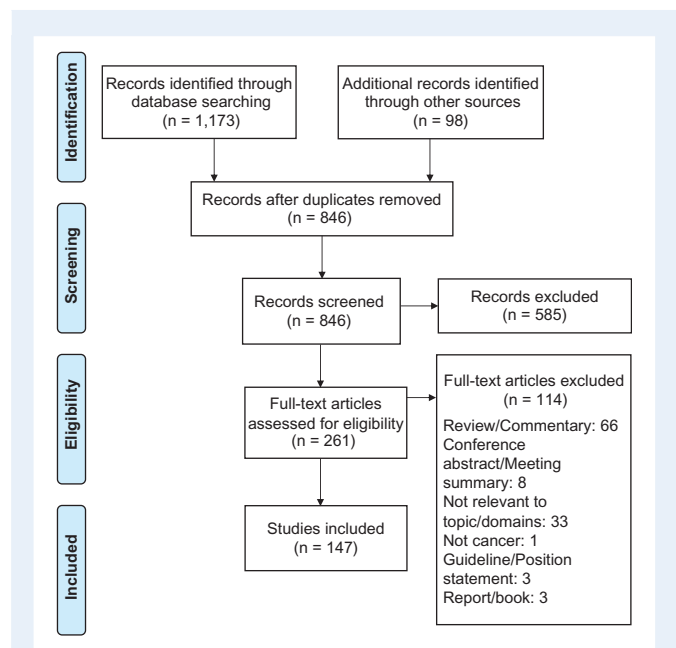 Identification
Records identified through
database searching
(n = 1,173)
Additional records identified
through other sources
(n = 98)
Records after duplicates removed
(n = 846)
Screening
Records screened
(n = 846)
Records excluded
(n = 585)
Eligibility
Full-text articles
assessed for eligibility
(n = 261)
Full-text articles excluded
(n = 114)
Review/Commentary: 66
Conference
abstract/Meeting
summary: 8
Not relevant to
topic/domains: 33
Not cancer: 1
Guideline/Position
statement: 3
Report/book: 3
Included
Studies included
(n = 147)